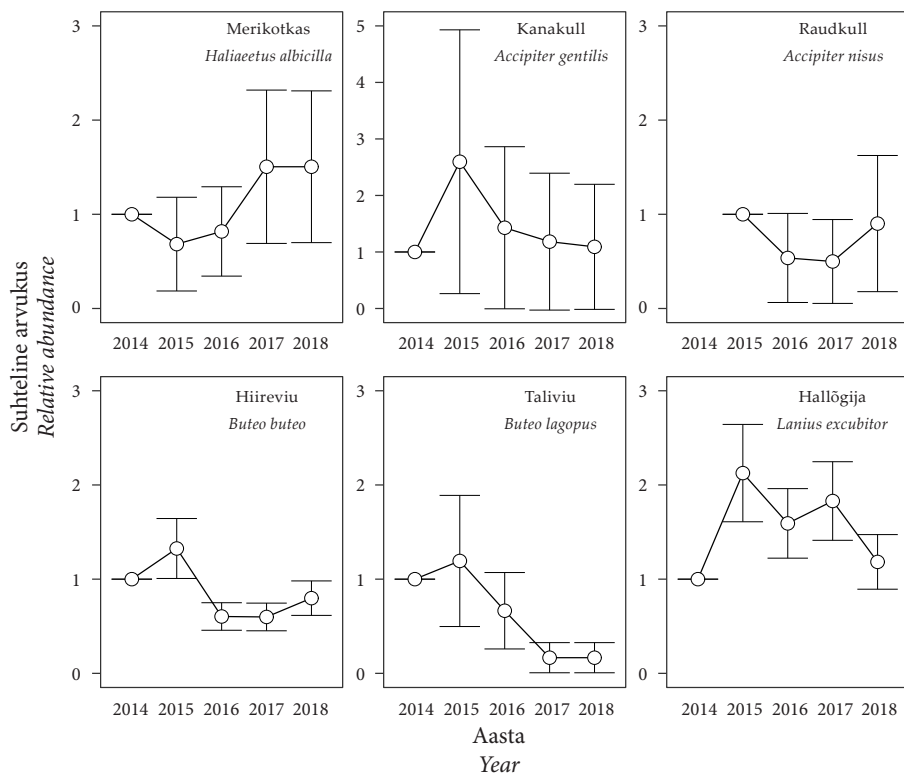 Suhteline arvukus
Relative abundance
Merikotkas
Haliaeetus albicilla
3
2
1
0
2014 2015 2016 2017 2018
Kanakull
Accipiter gentilis
5
4
3
2
1
0
2014 2015 2016 2017 2018
Raudkull
Accipiter nisus
3
2
1
0
2014 2015 2016 2017 2018
Hiireviu
Buteo buteo
3
2
1
0
2014 2015 2016 2017 2018
Taliviu
Buteo lagopus
3
2
1
0
2014 2015 2016 2017 2018
Hallõgija
Lanius excubitor
3
2
1
0
2014 2015 2016 2017 2018
Aasta
Year